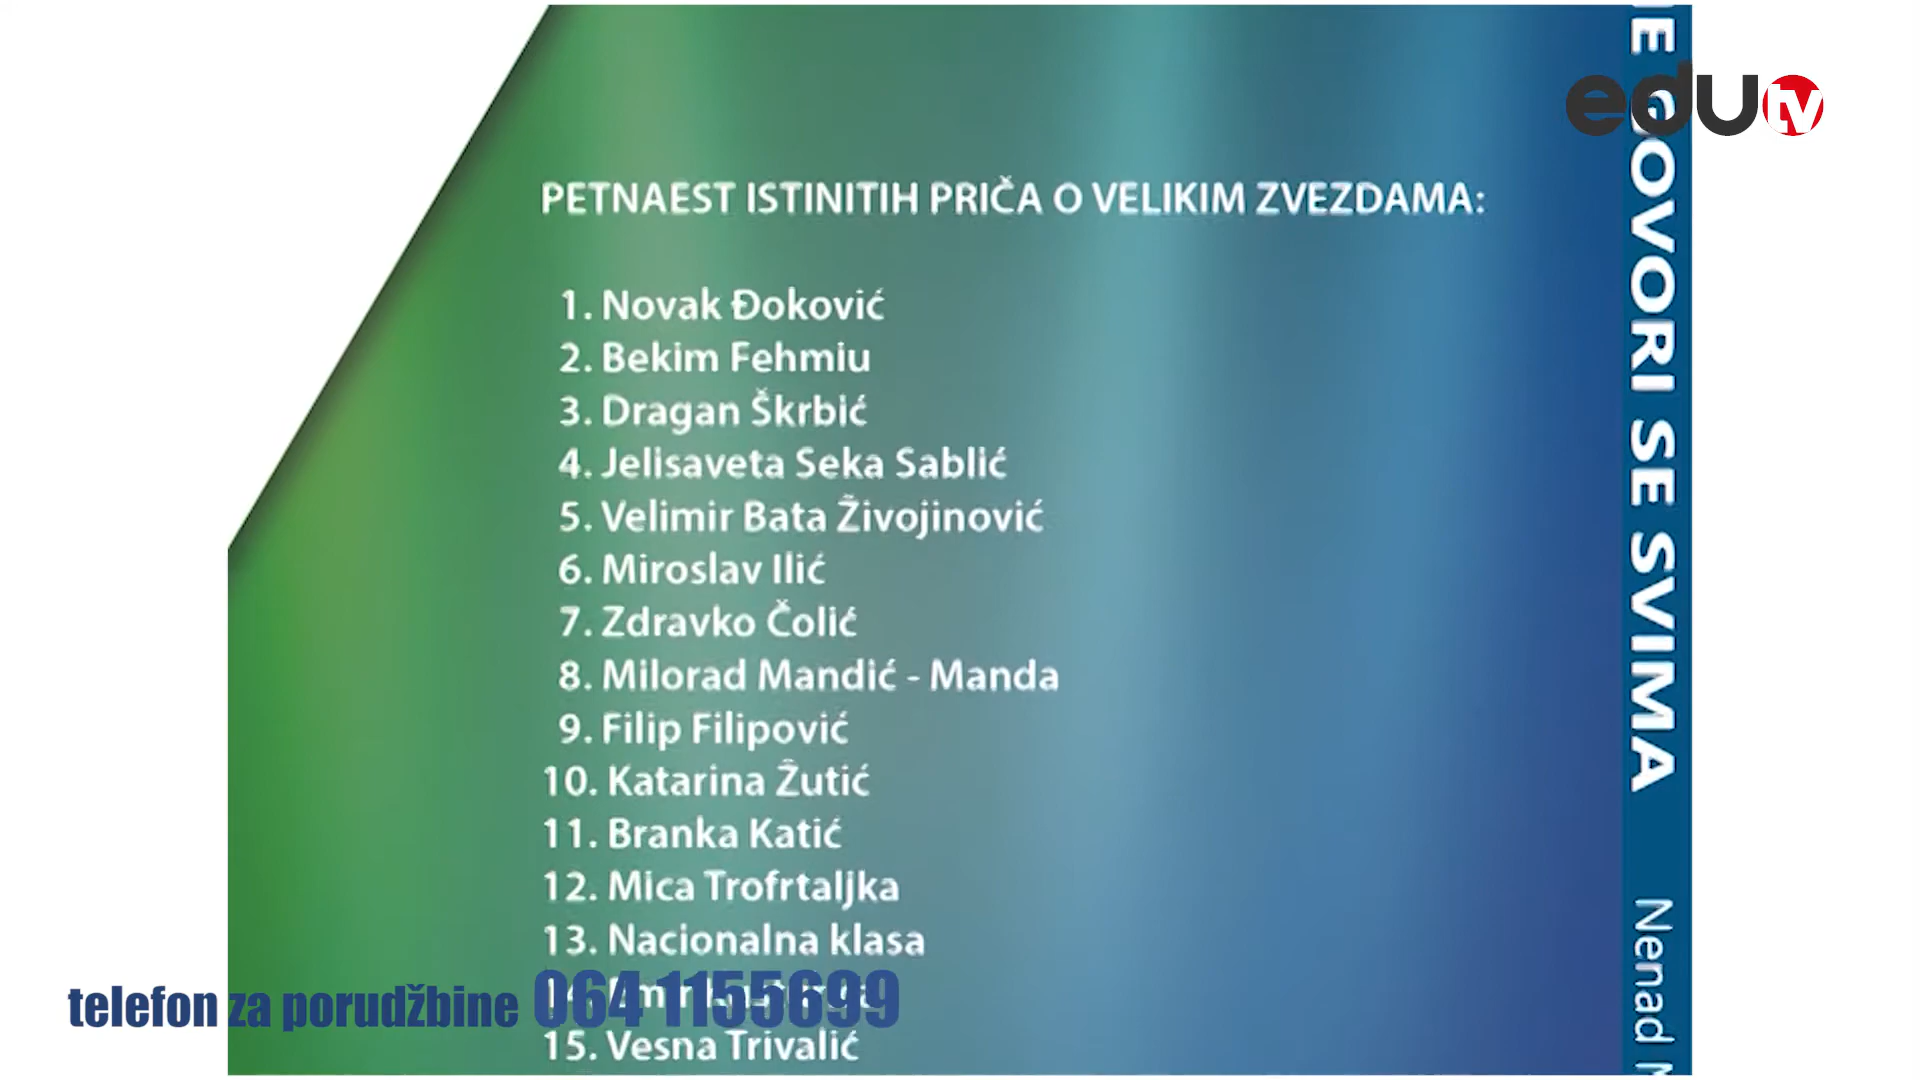 edu tv
PETNAEST ISTINITIH PRIČA O VELIKIM ZVEZDAMA:
1. Novak Đoković
2. Bekim Fehmiu
3. Dragan Škrbić
4. Jelisaveta Seka Sablić
5. Velimir Bata Živojinović
6. Miroslav Ilić
7. Zdravko Čolić
8. Milorad Mandić - Manda
9. Filip Filipović
10. Katarina Žutić
11. Branka Katić
12. Mica Trofrtaljka
13. Nacionalna klasa
14.
15. Vesna Trivalić
telefon za porudžbine 064 1155699
GOVORI SE SVIMA Nenad